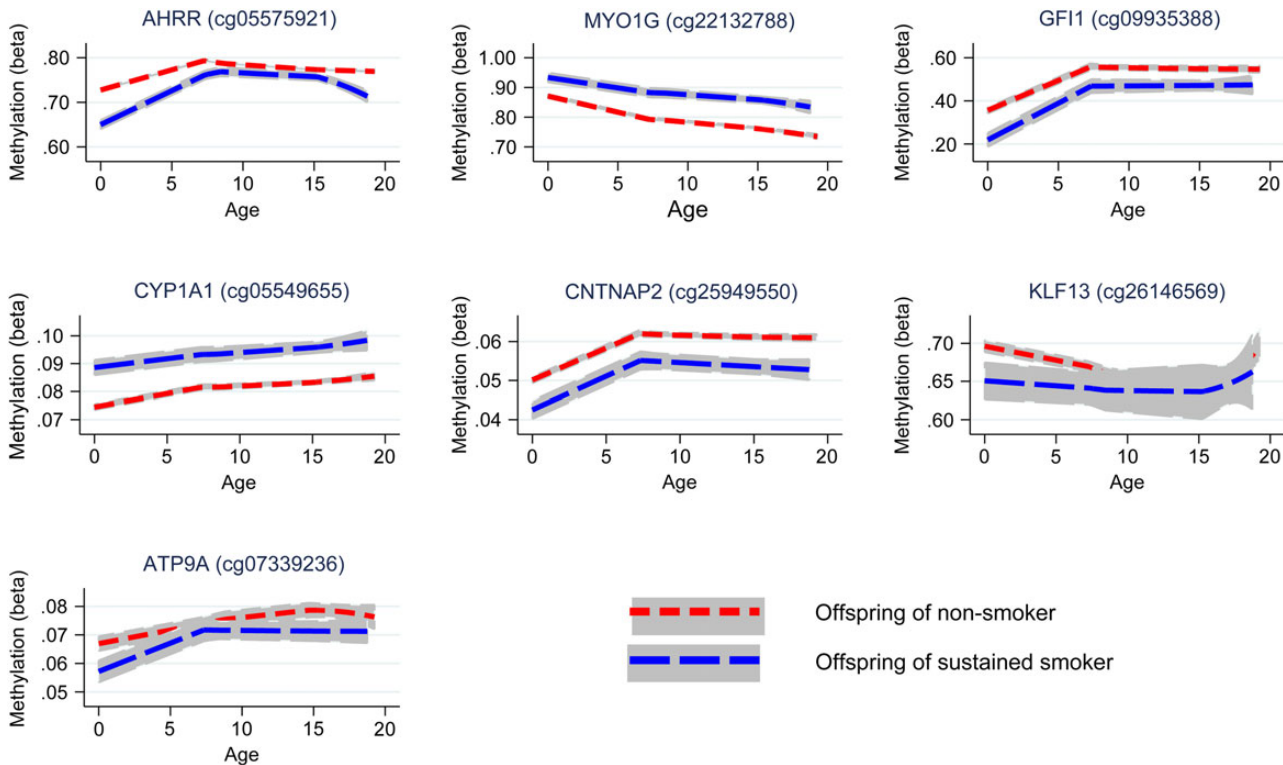 AHRR (cg05575921)
Methylation (beta)
.80
.70
.60
0 5 10 15 20
Age
MYO1G (cg22132788)
Methylation (beta)
1.00
.90
.80
.70
0 5 10 15 20
Age
GFI1 (cg09935388)
Methylation (beta)
.60
.40
.20
0 5 10 15 20
Age
CYP1A1 (cg05549655)
Methylation (beta)
.10
.09
.08
.07
0 5 10 15 20
Age
CNTNAP2 (cg25949550)
Methylation (beta)
.06
.05
.04
0 5 10 15 20
Age
KLF13 (cg26146569)
Methylation (beta)
.70
.65
.60
0 5 10 15 20
Age
ATP9A (cg07339236)
Methylation (beta)
.08
.07
.06
.05
0 5 10 15 20
Age
Offspring of non-smoker
Offspring of sustained smoker